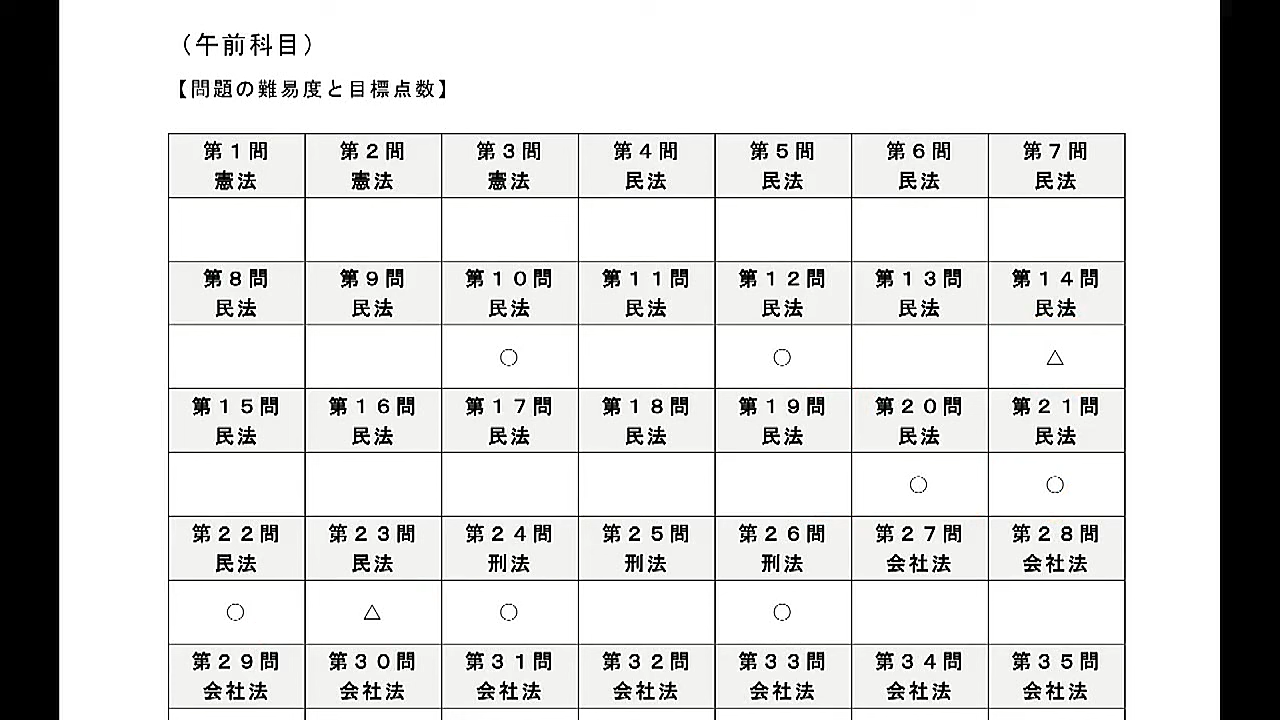 （午前科目）
【問題の難易度と目標点数】
第１問 第２問 第３問 第４問 第５問 第６問 第７問
憲法 憲法 憲法 民法 民法 民法 民法
第８問 第９問 第１０問 第１１問 第１２問 第１３問 第１４問
民法 民法 民法 民法 民法 民法 民法
○ ○ △
第１５問 第１６問 第１７問 第１８問 第１９問 第２０問 第２１問
民法 民法 民法 民法 民法 民法 民法
○ ○
第２２問 第２３問 第２４問 第２５問 第２６問 第２７問 第２８問
民法 民法 刑法 刑法 刑法 会社法 会社法
○ △ ○ ○
第２９問 第３０問 第３１問 第３２問 第３３問 第３４問 第３５問
会社法 会社法 会社法 会社法 会社法 会社法 会社法